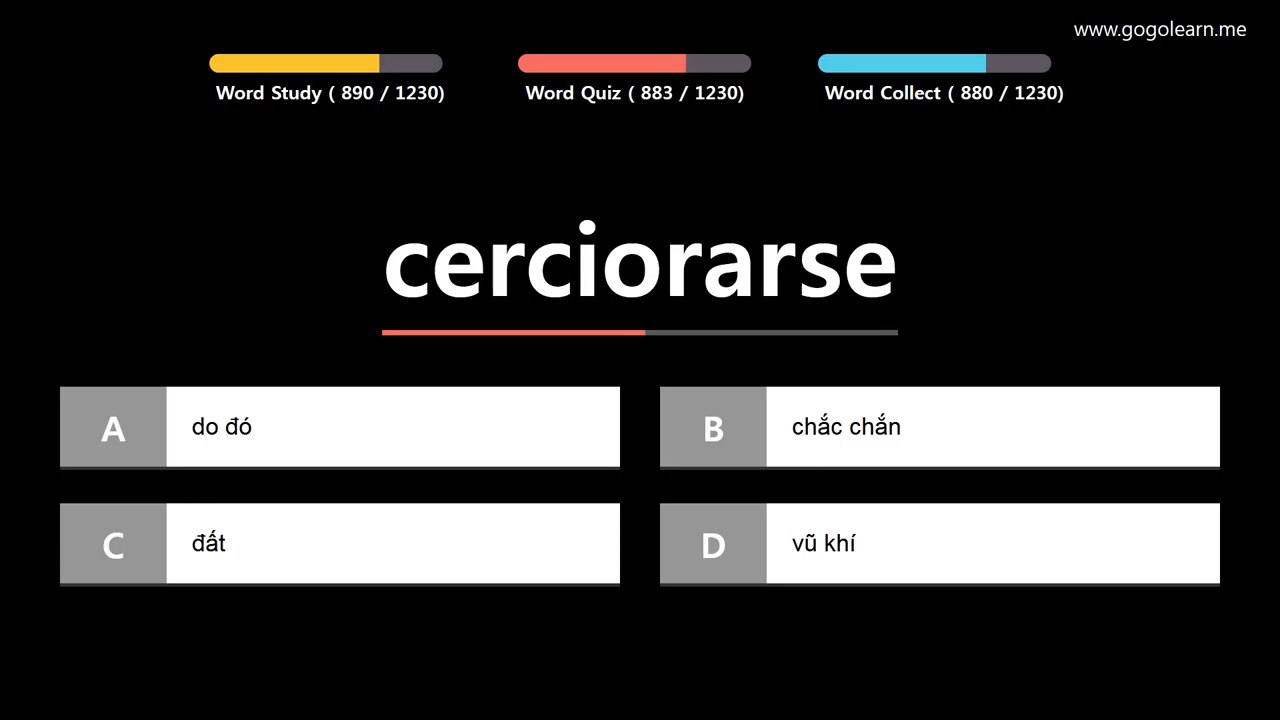 www.gogolearn.me
Word Study ( 890 / 1230)
Word Quiz ( 883 / 1230)
Word Collect ( 880 / 1230)
cerciorarse
A
do đó
B
chắc chắn
C
đất
D
vũ khí